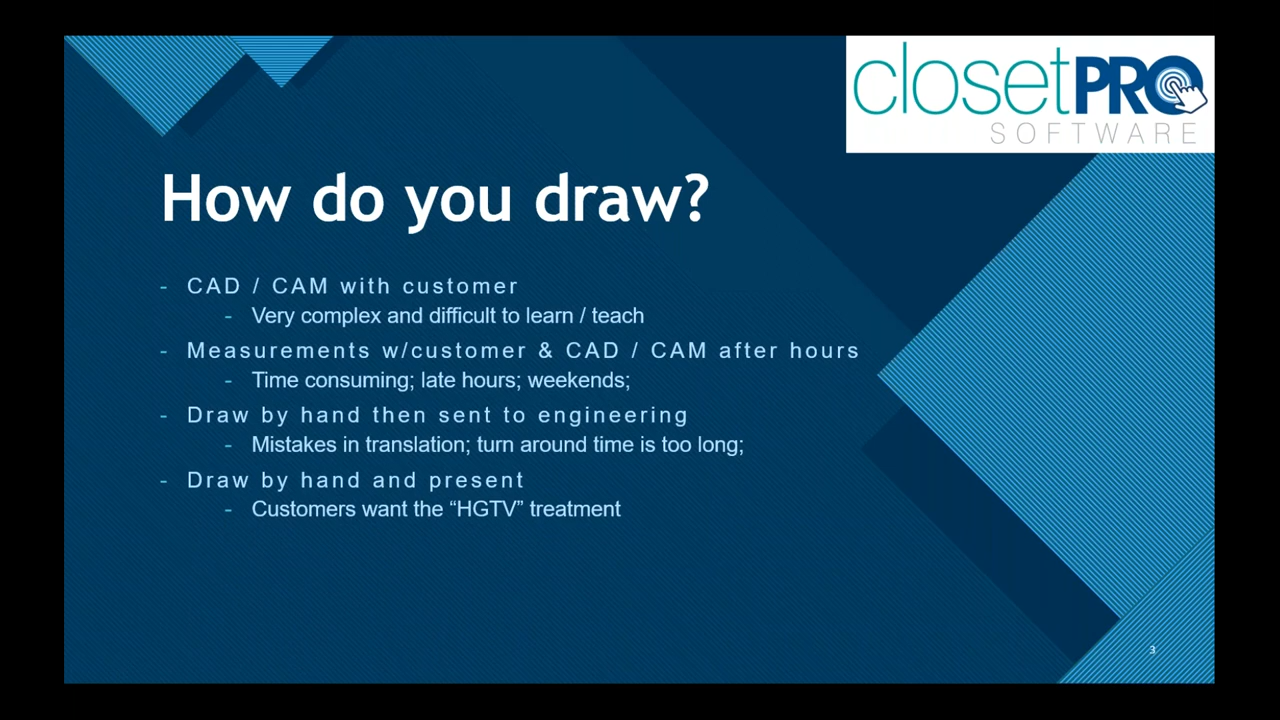 closetPRO
SOFTWARE
How do you draw?
- CAD / CAM with customer
- Very complex and difficult to learn / teach
- Measurements w/customer & CAD / CAM after hours
- Time consuming; late hours; weekends;
- Draw by hand then sent to engineering
- Mistakes in translation; turn around time is too long;
- Draw by hand and present
- Customers want the “HGTV” treatment
3